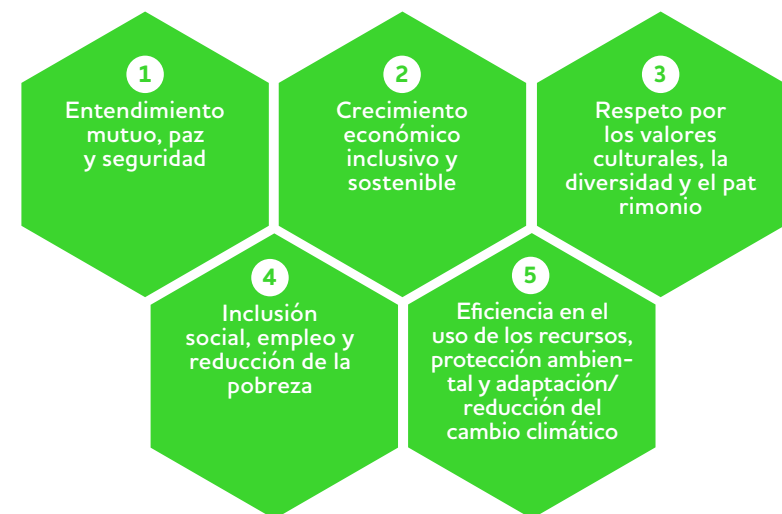 1
Entendimiento
mutuo, paz
y seguridad
2
Crecimiento
económico
inclusivo y
sostenible
3
Respeto por
los valores
culturales, la
diversidad y el pat
rimonio
4
Inclusión
social, empleo y
reducción de la
pobreza
5
Eficiencia en el
uso de los recursos,
protección ambien-
tal y adaptación/
reducción del
cambio climático